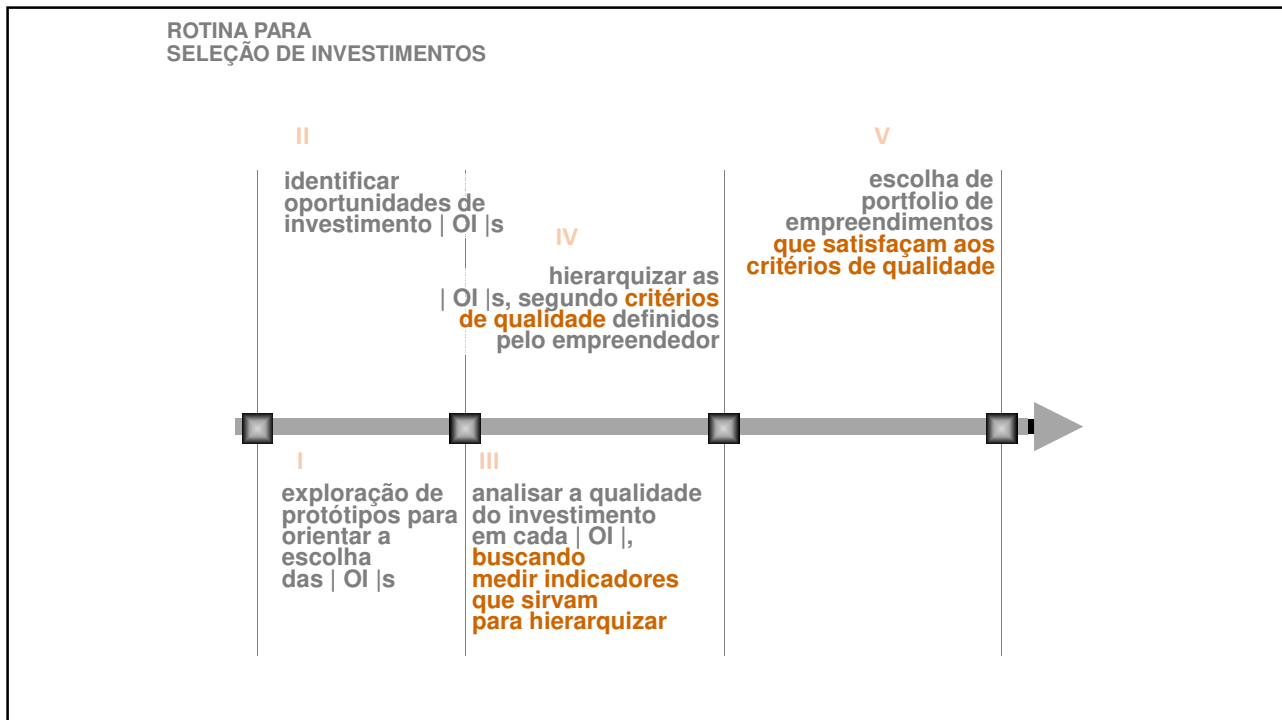 ROTINA PARA
SELEÇÃO DE INVESTIMENTOS
II
identificar
oportunidades de
investimento | OI |s
IV
hierarquizar as
| OI |s, segundo critérios
de qualidade definidos
pelo empreendedor
V
escolha de
portfolio de
empreendimentos
que satisfaçam aos
critérios de qualidade
I
exploração de
protótipos para
orientar a
escolha
das | OI |s
III
analisar a qualidade
do investimento
em cada | OI |,
buscando
medir indicadores
que sirvam
para hierarquizar